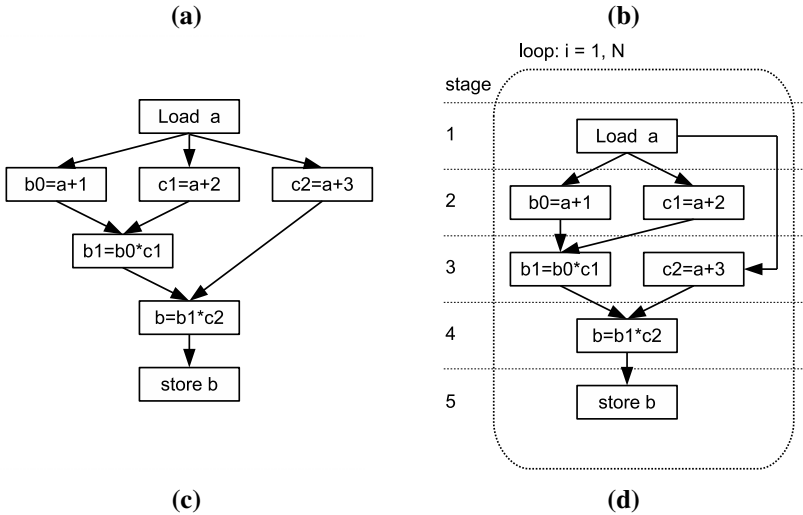 (a)
(b)
Load a
b0=a+1
c1=a+2
c2=a+3
b1=b0*c1
b=b1*c2
store b
(c)
loop: i = 1, N
stage
1
Load a
2
b0=a+1
c1=a+2
3
b1=b0*c1
c2=a+3
4
b=b1*c2
5
store b
(d)